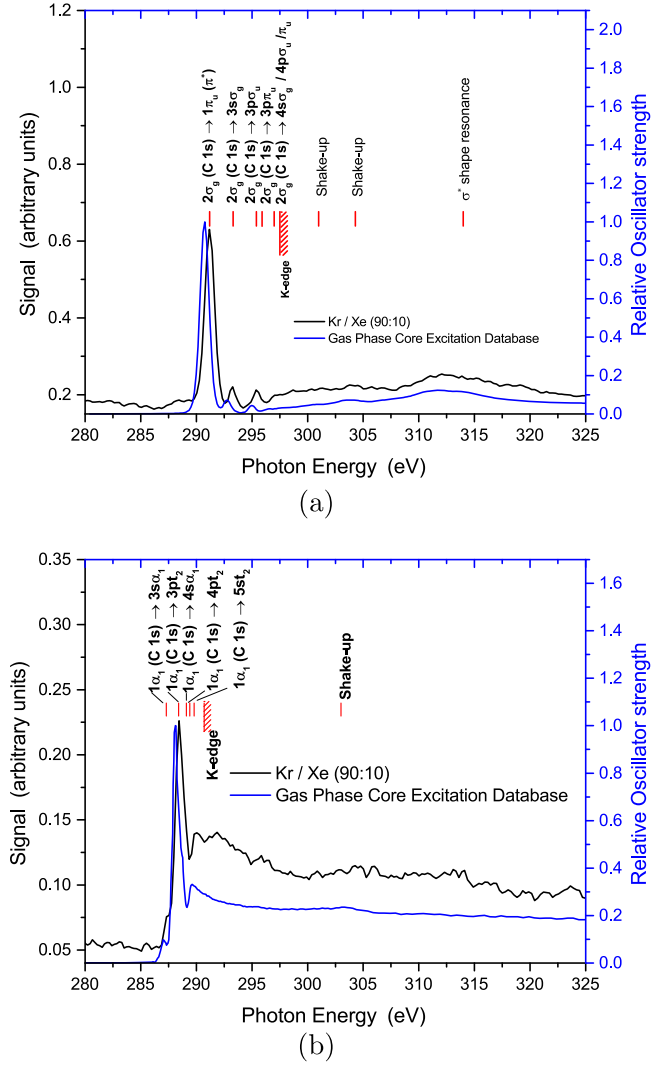 1.2
1.0
0.8
0.6
0.4
0.2
Signal (arbitrary units)
2σg (C 1s) → 1πu (π*)
2σg (C 1s) → 3sσg
2σg (C 1s) → 3pσu
2σg (C 1s) → 3pπu
2σg (C 1s) → 4sσg / 4pσu /πu
K-edge
Shake-up
Shake-up
σ* shape resonance
Kr / Xe (90:10)
Gas Phase Core Excitation Database
2.0
1.8
1.6
1.4
1.2
1.0
0.8
0.6
0.4
0.2
0.0
Relative Oscillator strength
280 285 290 295 300 305 310 315 320 325
Photon Energy (eV)
(a)
0.35
0.30
0.25
0.20
0.15
0.10
0.05
Signal (arbitrary units)
1α1 (C 1s) → 3sα1
1α1 (C 1s) → 3pt2
1α1 (C 1s) → 4sα1
1α1 (C 1s) → 4pt2
1α1 (C 1s) → 5st2
K-edge
Shake-up
Kr / Xe (90:10)
Gas Phase Core Excitation Database
1.6
1.4
1.2
1.0
0.8
0.6
0.4
0.2
0.0
Relative Oscillator strength
280 285 290 295 300 305 310 315 320 325
Photon Energy (eV)
(b)